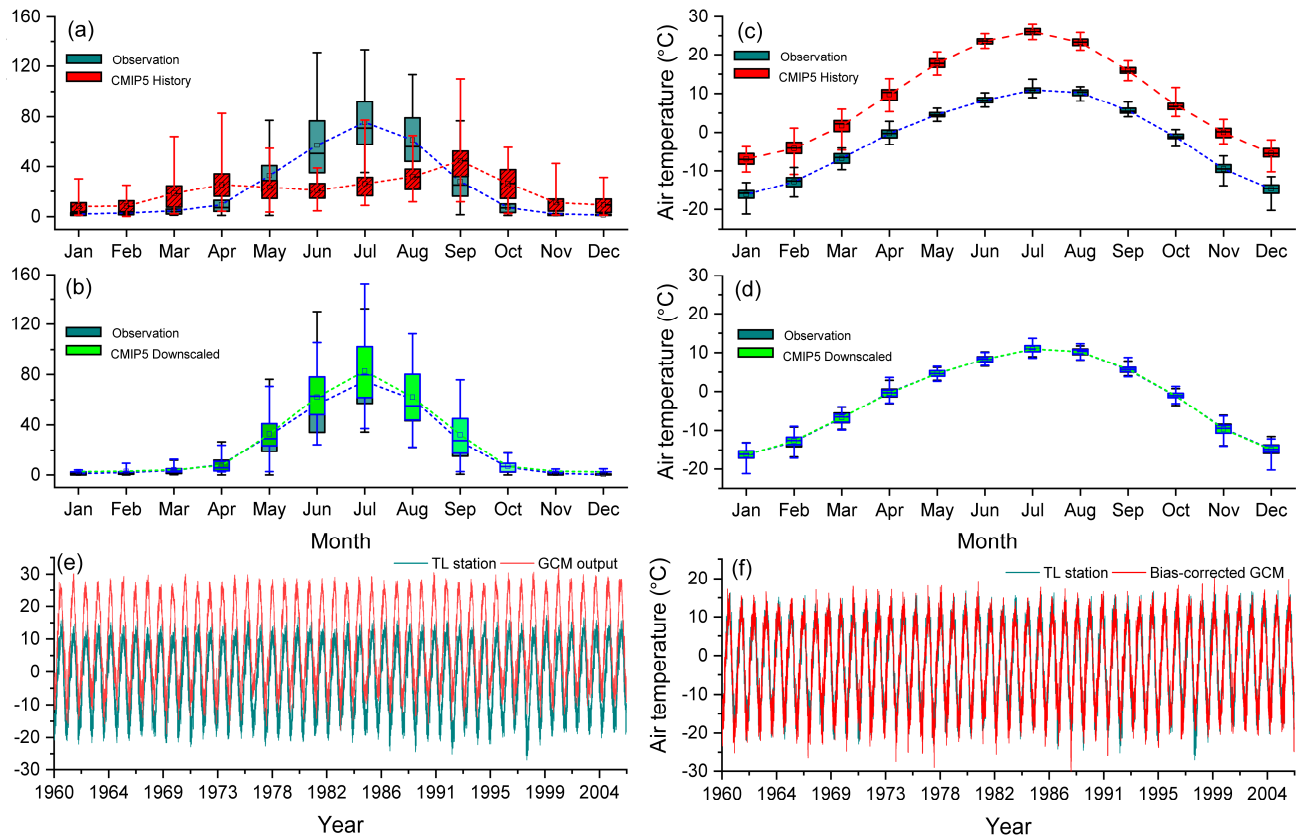 (a)
160
120
80
40
0
Observation
CMIP5 History
Jan Feb Mar Apr May Jun Jul Aug Sep Oct Nov Dec
(c)
Air temperature (°C)
30
20
10
0
-10
-20
Observation
CMIP5 History
Jan Feb Mar Apr May Jun Jul Aug Sep Oct Nov Dec
(b)
160
120
80
40
0
Observation
CMIP5 Downscaled
Jan Feb Mar Apr May Jun Jul Aug Sep Oct Nov Dec
Month
(d)
Air temperature (°C)
30
20
10
0
-10
-20
Observation
CMIP5 Downscaled
Jan Feb Mar Apr May Jun Jul Aug Sep Oct Nov Dec
Month
(e)
TL station GCM output
30
20
10
0
-10
-20
-30
1960 1964 1969 1973 1978 1982 1986 1991 1995 1999 2004
Year
(f)
TL station Bias-corrected GCM
Air temperature (°C)
30
20
10
0
-10
-20
-30
1960 1964 1969 1973 1978 1982 1986 1991 1995 1999 2004
Year